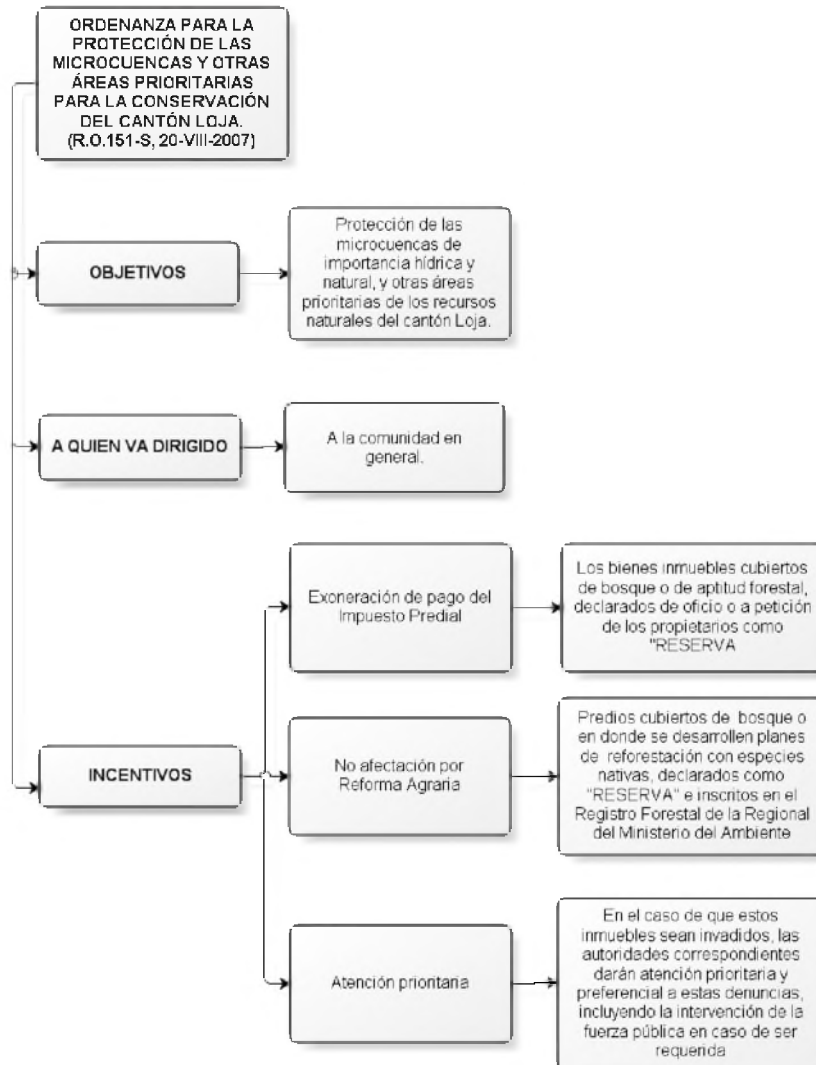 ORDENANZA PARA LA
PROTECCIÓN DE LAS
MICROCUENCAS Y OTRAS
ÁREAS PRIORITARIAS
PARA LA CONSERVACIÓN
DEL CANTÓN LOJA.
(R.O.151-S, 20-VIII-2007)
OBJETIVOS
Protección de las
microcuencas de
importancia hídrica y
natural, y otras áreas
prioritarias de los recursos
naturales del cantón Loja.
A QUIEN VA DIRIGIDO
A la comunidad en
general.
INCENTIVOS
Exoneración de pago del
Impuesto Predial
Los bienes inmuebles cubiertos
de bosque o de aptitud forestal,
declarados de oficio o a petición
de los propietarios como
"RESERVA
No afectación por
Reforma Agraria
Predios cubiertos de bosque o
en donde se desarrollen planes
de reforestación con especies
nativas, declarados como
"RESERVA" e inscritos en el
Registro Forestal de la Regional
del Ministerio del Ambiente
Atención prioritaria
En el caso de que estos
inmuebles sean invadidos, las
autoridades correspondientes
darán atención prioritaria y
preferencial a estas denuncias,
incluyendo la intervención de la
fuerza pública en caso de ser
requerida